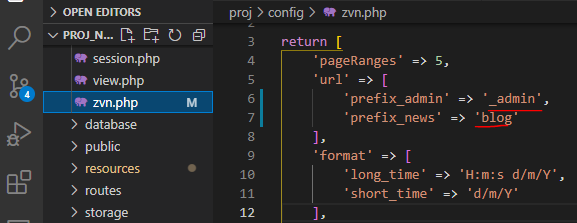 OPEN EDITORS
PROJ_N...
session.php
view.php
zvn.php M
database
public
resources
routes
storage
4
proj > config > zvn.php
3 return [
4 'pageRanges' => 5,
5 'url' => [
6 'prefix_admin' => '_admin',
7 'prefix_news' => 'blog'
8 ],
9 'format' => [
10 'long_time' => 'H:m:s d/m/Y',
11 'short_time' => 'd/m/Y'
12 ],